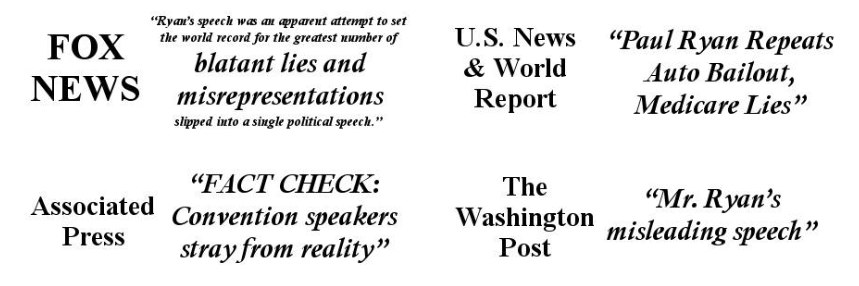 FOX
NEWS
“Ryan’s speech was an apparent attempt to set
the world record for the greatest number of
blatant lies and
misrepresentations
slipped into a single political speech.”
U.S. News
& World
Report
“Paul Ryan Repeats
Auto Bailout,
Medicare Lies”
Associated
Press
“FACT CHECK:
Convention speakers
stray from reality”
The
Washington
Post
“Mr. Ryan’s
misleading speech”